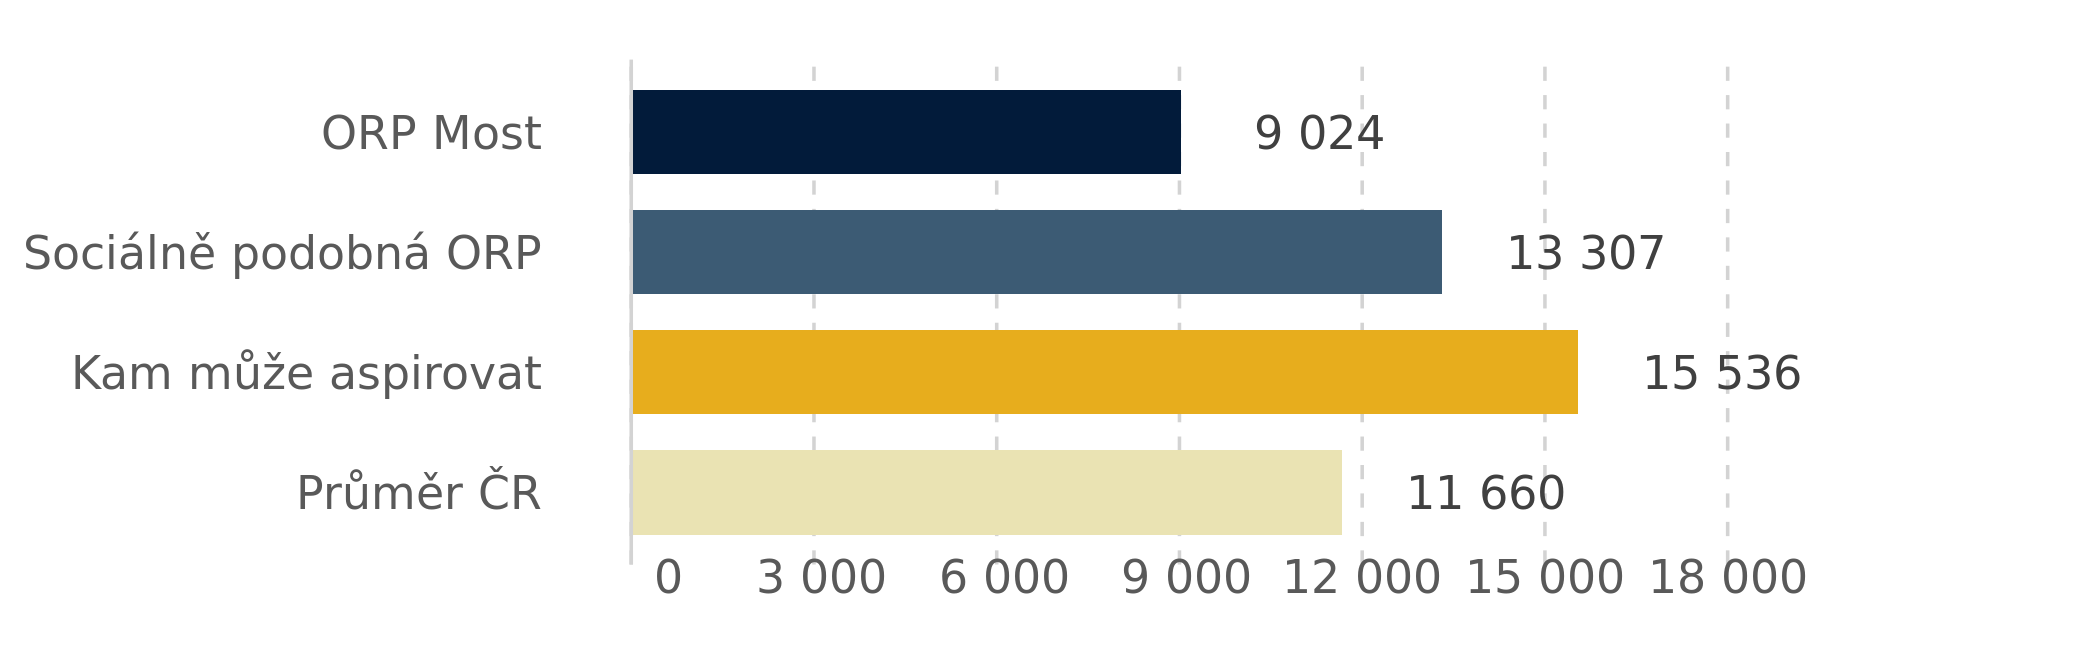 ORP Most 9 024
Sociálně podobná ORP 13 307
Kam může aspirovat 15 536
Průměr ČR 11 660
0 3 000 6 000 9 000 12 000 15 000 18 000